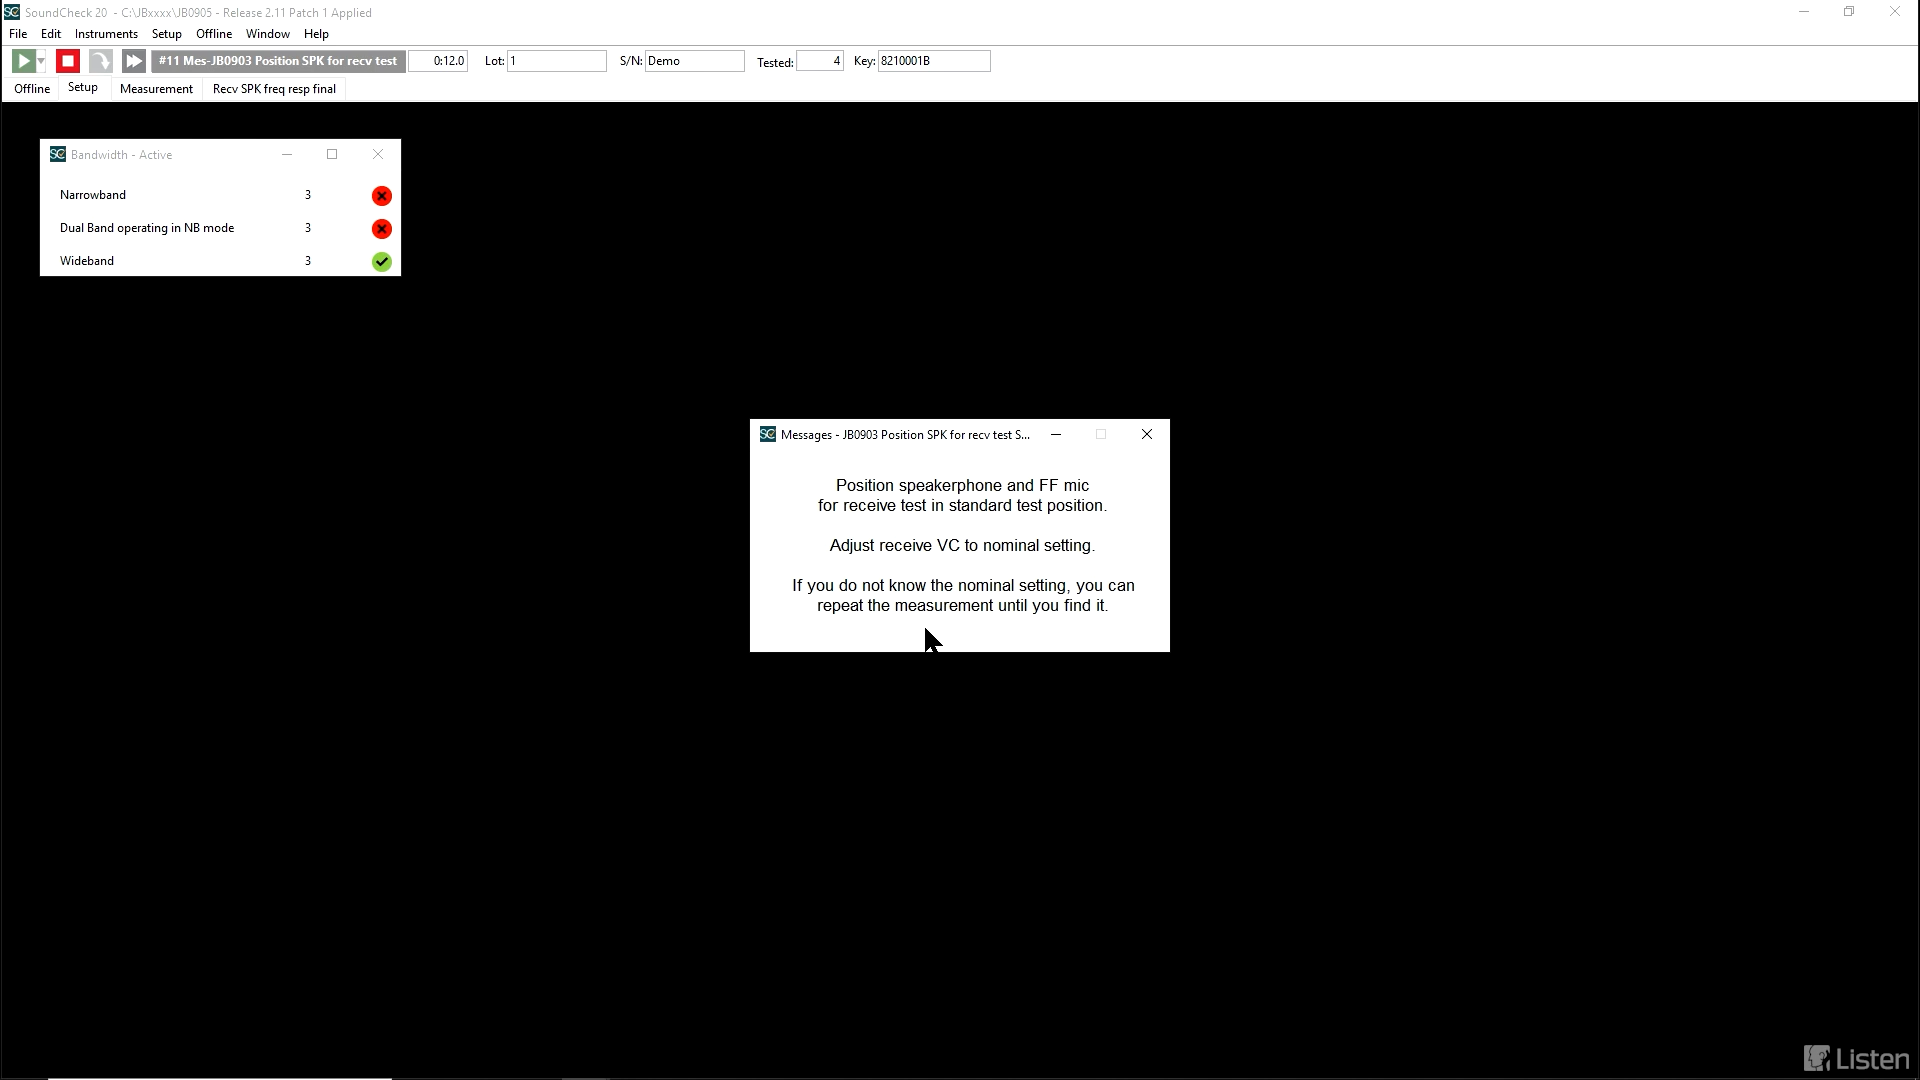 SC SoundCheck 20 - C:\JBxxxx\JB0905 - Release 2.11 Patch 1 Applied
File Edit Instruments Setup Offline Window Help
#11 Mes-JB0903 Position SPK for recv test 0:12.0 Lot: 1 S/N: Demo Tested: 4 Key: 8210001B
Offline Setup Measurement Recv SPK freq resp final
SC Bandwidth - Active
Narrowband 3
Dual Band operating in NB mode 3
Wideband 3
SC Messages - JB0903 Position SPK for recv test S...
Position speakerphone and FF mic
for receive test in standard test position.
Adjust receive VC to nominal setting.
If you do not know the nominal setting, you can
repeat the measurement until you find it.
Listen